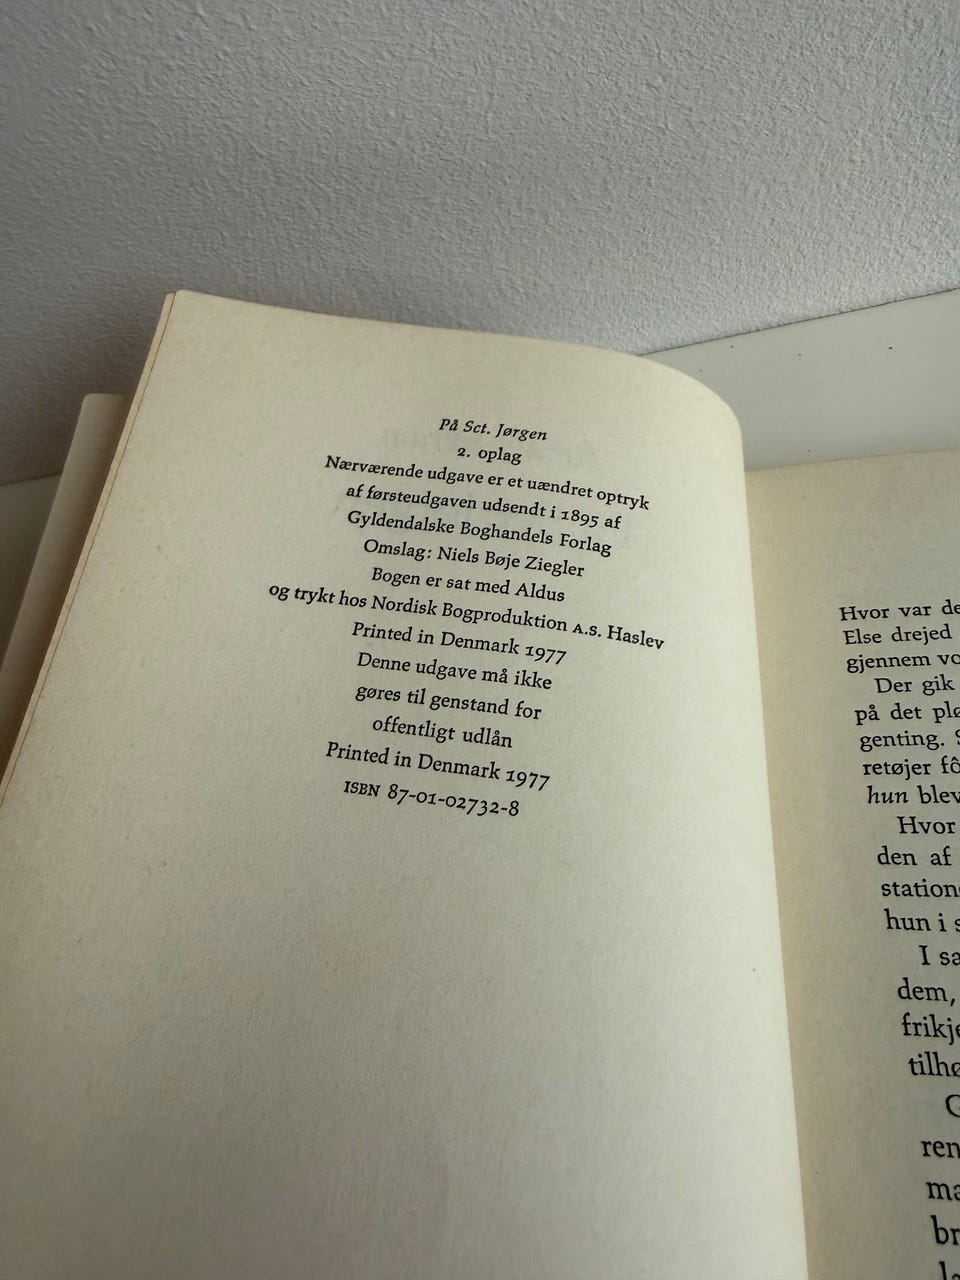 På Sct. Jørgen
2. oplag
Nærværende udgave er et uændret optryk
af førsteudgaven udsendt i 1895 af
Gyldendalske Boghandels Forlag
Omslag: Niels Bøje Ziegler
Bogen er sat med Aldus
og trykt hos Nordisk Bogproduktion A.S. Haslev
Printed in Denmark 1977
Denne udgave må ikke
gøres til genstand for
offentligt udlån
Printed in Denmark 1977
ISBN 87-01-02732-8
Hvor var
Else drejed
gjennem
Der gik
på det
genting.
retøjer
hun blev
Hvor
den af
hun i
I
dem,